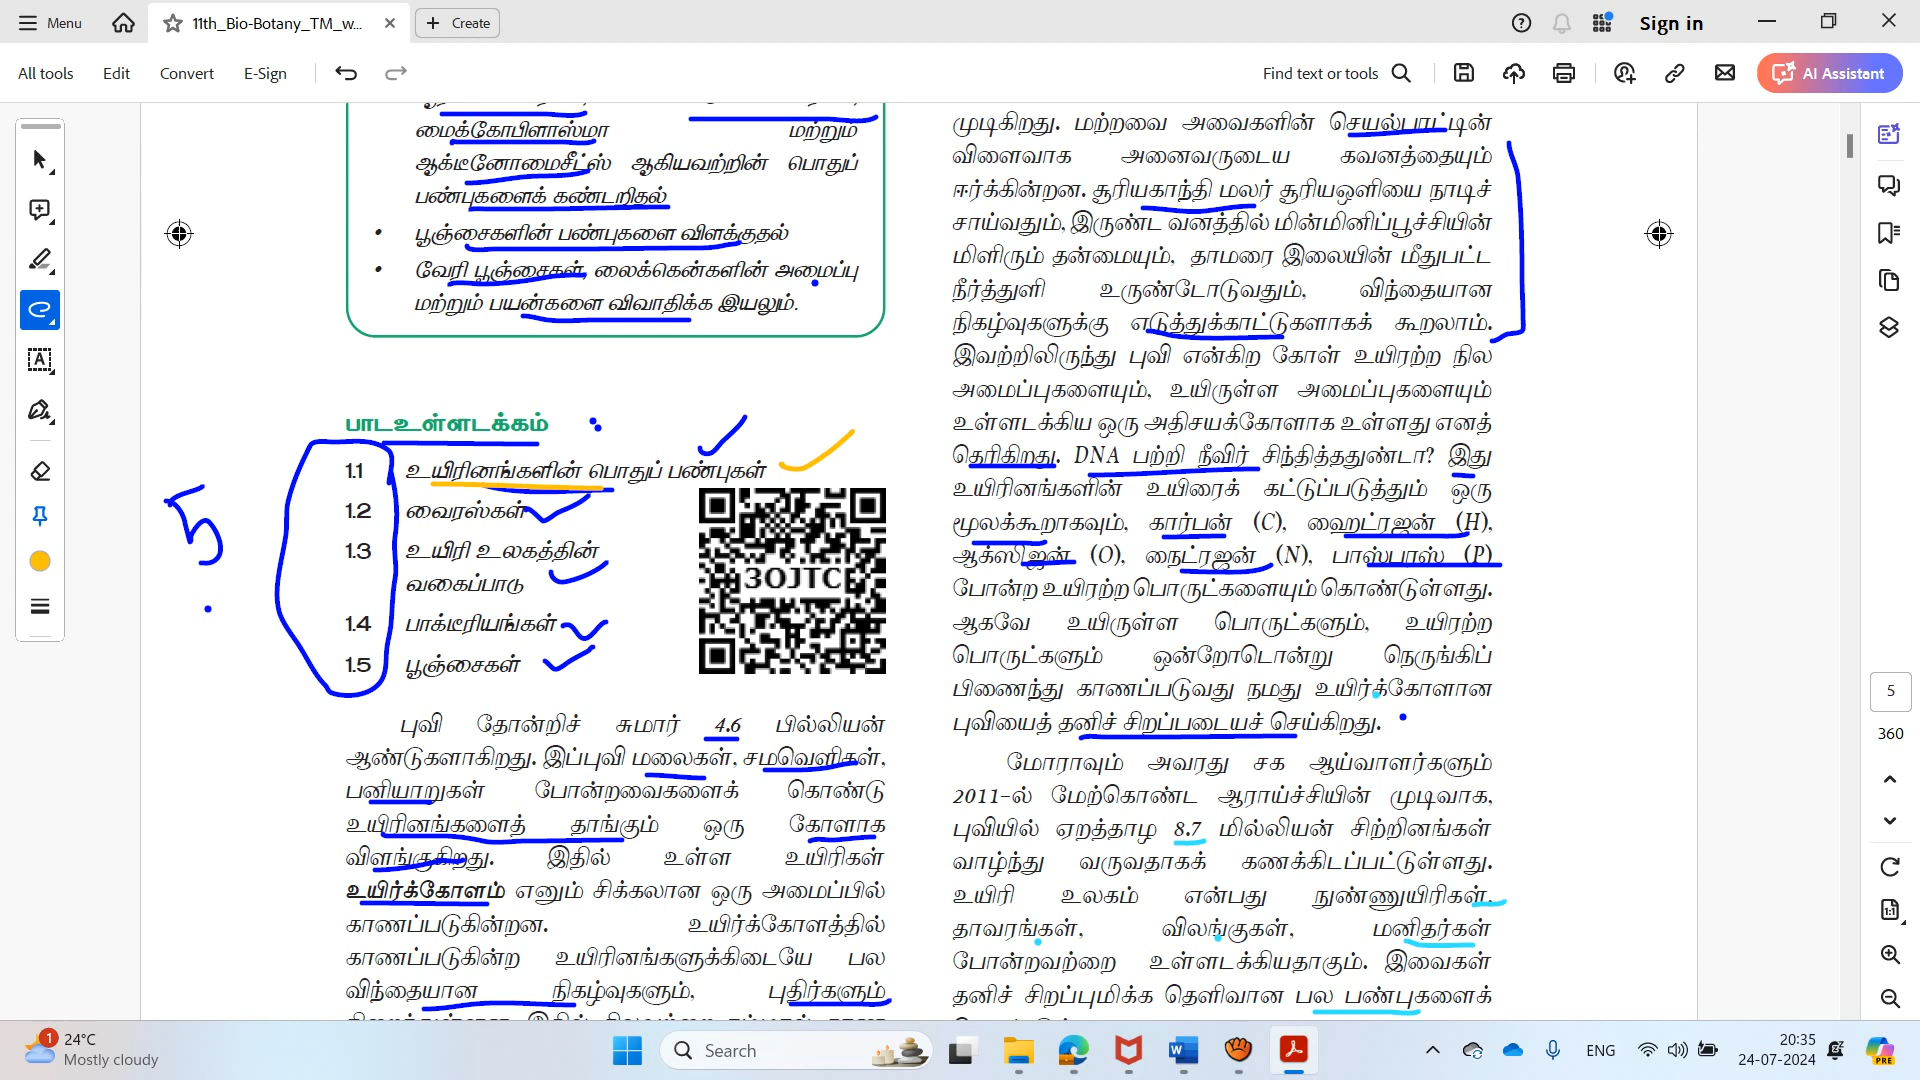 Menu
11th_Bio-Botany_TM_w...
Create
Sign in
All tools
Edit
Convert
E-Sign
Find text or tools
AI Assistant
மைக்கோபிளாஸ்மா மற்றும்
ஆக்டீனோமைசீட்ஸ் ஆகியவற்றின் பொதுப்
பண்புகளைக் கண்டறிதல்
• பூஞ்சைகளின் பண்புகளை விளக்குதல்
• வேரி பூஞ்சைகள், லைக்கென்களின் அமைப்பு
மற்றும் பயன்களை விவாதிக்க இயலும்.
பாடஉள்ளடக்கம்
1.1 உயிரினங்களின் பொதுப் பண்புகள்
1.2 வைரஸ்கள்
1.3 உயிரி உலகத்தின்
வகைப்பாடு
1.4 பாக்டீரியங்கள்
1.5 பூஞ்சைகள்
5
3OJTCE
புவி தோன்றிச் சுமார் 4.6 பில்லியன்
ஆண்டுகளாகிறது. இப்புவி மலைகள், சமவெளிகள்,
பனியாறுகள் போன்றவைகளைக் கொண்டு
உயிரினங்களைத் தாங்கும் ஒரு கோளாக
விளங்குகிறது. இதில் உள்ள உயிரிகள்
உயிர்க்கோளம் எனும் சிக்கலான ஒரு அமைப்பில்
காணப்படுகின்றன. உயிர்க்கோளத்தில்
காணப்படுகின்ற உயிரினங்களுக்கிடையே பல
விந்தையான நிகழ்வுகளும், புதிர்களும்
முடிகிறது. மற்றவை அவைகளின் செயல்பாட்டின்
விளைவாக அனைவருடைய கவனத்தையும்
ஈர்க்கின்றன. சூரியகாந்தி மலர் சூரியஒளியை நாடிச்
சாய்வதும், இருண்ட வனத்தில் மின்மினிப்பூச்சியின்
மிளிரும் தன்மையும், தாமரை இலையின் மீதுபட்ட
நீர்த்துளி உருண்டோடுவதும், விந்தையான
நிகழ்வுகளுக்கு எடுத்துக்காட்டுகளாகக் கூறலாம்.
இவற்றிலிருந்து புவி என்கிற கோள் உயிரற்ற நில
அமைப்புகளையும், உயிருள்ள அமைப்புகளையும்
உள்ளடக்கிய ஒரு அதிசயக்கோளாக உள்ளது எனத்
தெரிகிறது. DNA பற்றி நீவிர் சிந்தித்ததுண்டா? இது
உயிரினங்களின் உயிரைக் கட்டுப்படுத்தும் ஒரு
மூலக்கூறாகவும், கார்பன் (C), ஹைட்ரஜன் (H),
ஆக்ஸிஜன் (O), நைட்ரஜன் (N), பாஸ்பரஸ் (P)
போன்ற உயிரற்ற பொருட்களையும் கொண்டுள்ளது.
ஆகவே உயிருள்ள பொருட்களும், உயிரற்ற
பொருட்களும் ஒன்றோடொன்று நெருங்கிப்
பிணைந்து காணப்படுவது நமது உயிர்க்கோளான
புவியைத் தனிச் சிறப்படையச் செய்கிறது.
மோராவும் அவரது சக ஆய்வாளர்களும்
2011-ல் மேற்கொண்ட ஆராய்ச்சியின் முடிவாக,
புவியில் ஏறத்தாழ 8.7 மில்லியன் சிற்றினங்கள்
வாழ்ந்து வருவதாகக் கணக்கிடப்பட்டுள்ளது.
உயிரி உலகம் என்பது நுண்ணுயிரிகள்,
தாவரங்கள், விலங்குகள், மனிதர்கள்
போன்றவற்றை உள்ளடக்கியதாகும். இவைகள்
தனிச் சிறப்புமிக்க தெளிவான பல பண்புகளைக்
5
360
24°C
Mostly cloudy
1
Search
ENG
20:35
24-07-2024
PRE